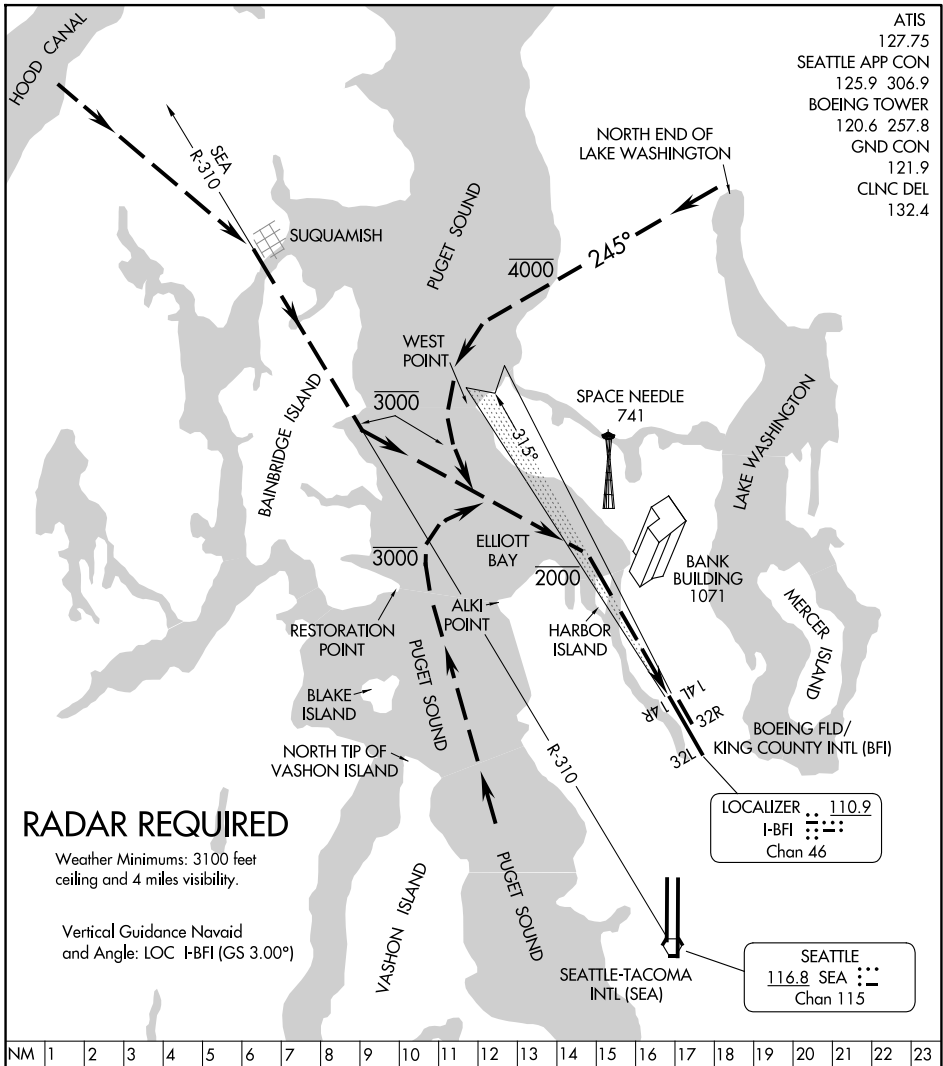 ATIS
127.75
SEATTLE APP CON
125.9 306.9
BOEING TOWER
120.6 257.8
GND CON
121.9
CLNC DEL
132.4
HOOD CANAL
SEA
R-310
SUQUAMISH
PUGET SOUND
NORTH END OF
LAKE WASHINGTON
245°
4000
WEST
POINT
BAINBRIDGE ISLAND
3000
315°
SPACE NEEDLE
741
LAKE WASHINGTON
3000
ELLIOTT
BAY
2000
BANK
BUILDING
1071
MERCER
ISLAND
RESTORATION
POINT
ALKI
POINT
HARBOR
ISLAND
PUGET SOUND
BLAKE
ISLAND
NORTH TIP OF
VASHON ISLAND
14R
14L
32R
32L
BOEING FLD/
KING COUNTY INTL (BFI)
R-310
LOCALIZER 110.9
I-BFI
Chan 46
RADAR REQUIRED
Weather Minimums: 3100 feet
ceiling and 4 miles visibility.
Vertical Guidance Navaid
and Angle: LOC I-BFI (GS 3.00°)
VASHON ISLAND
PUGET SOUND
SEATTLE-TACOMA
INTL (SEA)
SEATTLE
116.8 SEA
Chan 115
NM 1 2 3 4 5 6 7 8 9 10 11 12 13 14 15 16 17 18 19 20 21 22 23